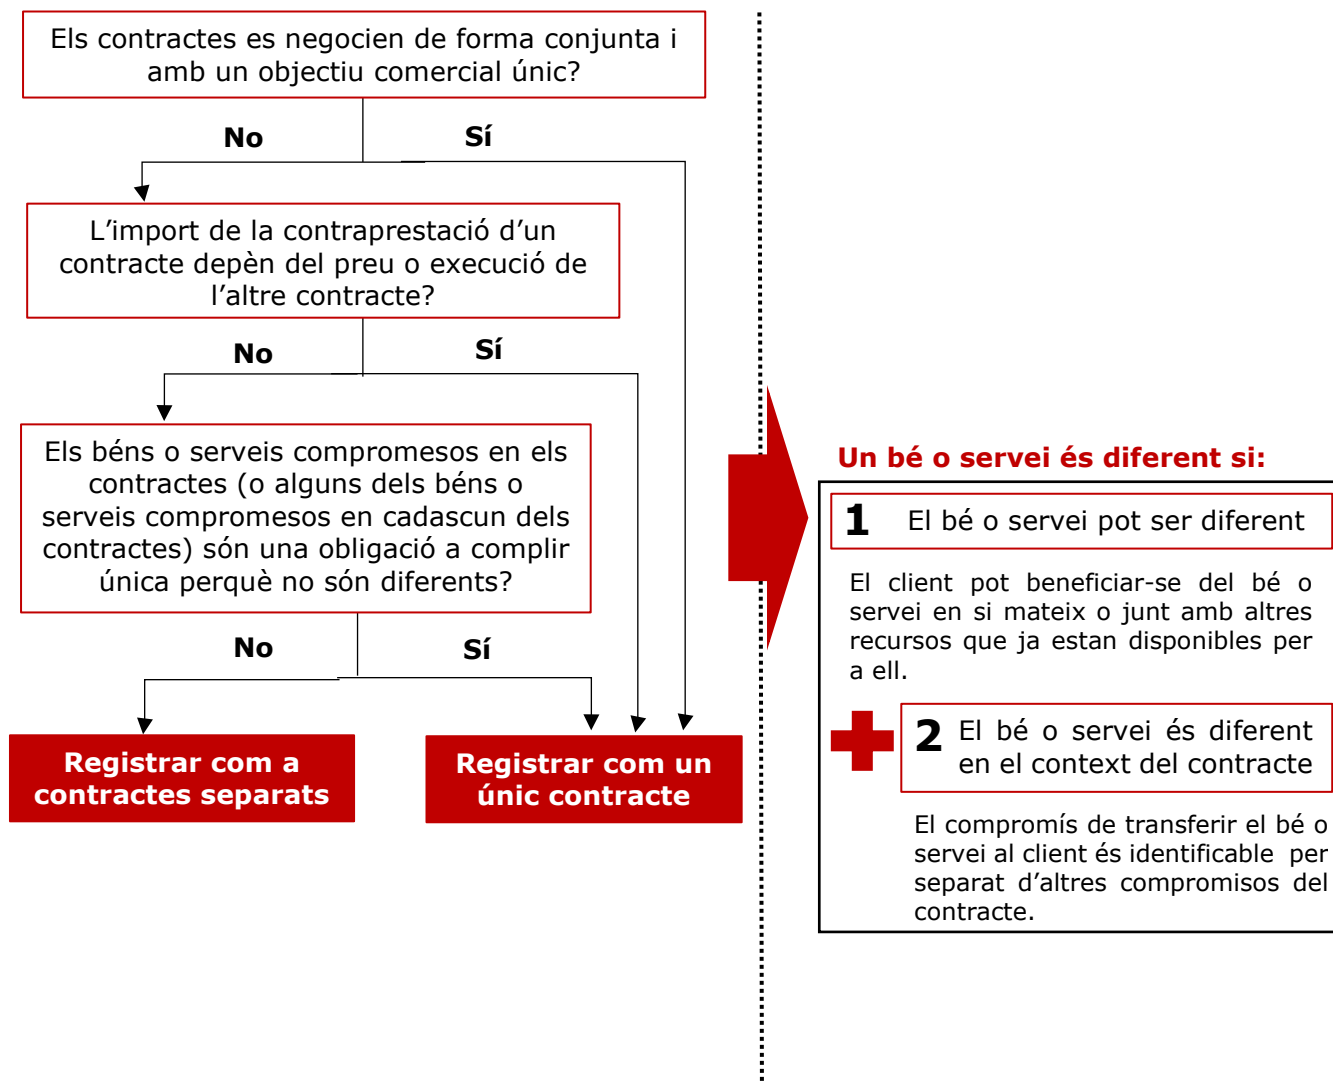 Els contractes es negocien de forma conjunta i
amb un objectiu comercial únic?
No
Sí
L’import de la contraprestació d’un
contracte depèn del preu o execució de
l’altre contracte?
No
Sí
Els béns o serveis compromesos en els
contractes (o alguns dels béns o
serveis compromesos en cadascun dels
contractes) són una obligació a complir
única perquè no són diferents?
No
Sí
Registrar com a
contractes separats
Registrar com un
únic contracte
Un bé o servei és diferent si:
1 El bé o servei pot ser diferent
El client pot beneficiar-se del bé o
servei en si mateix o junt amb altres
recursos que ja estan disponibles per
a ell.
2 El bé o servei és diferent
en el context del contracte
El compromís de transferir el bé o
servei al client és identificable per
separat d’altres compromisos del
contracte.